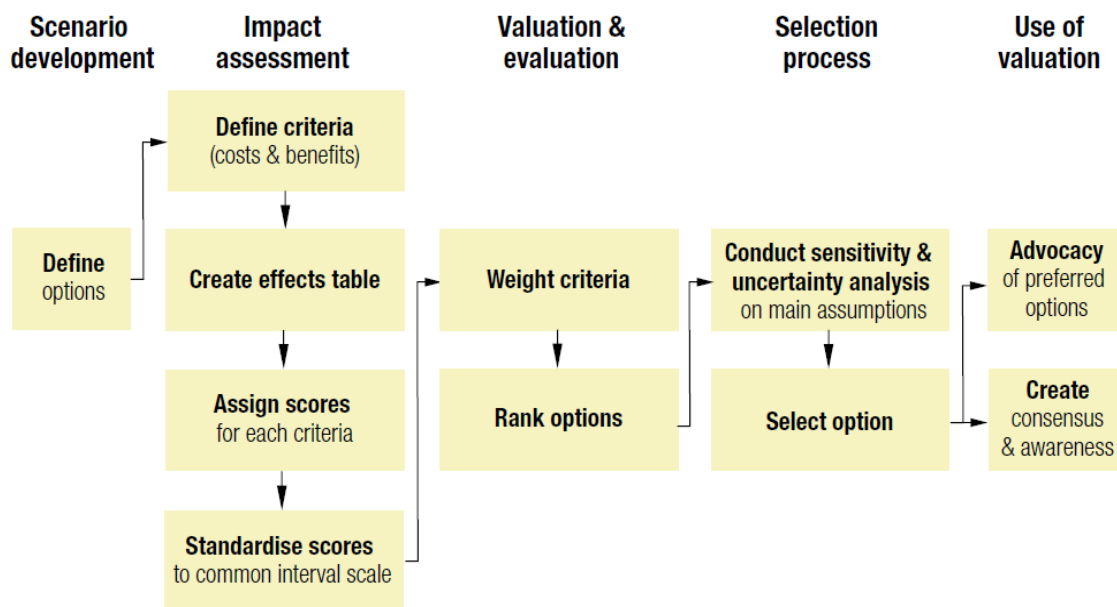 Scenario
development
Impact
assessment
Valuation &
evaluation
Selection
process
Use of
valuation
Define
options
Define criteria
(costs & benefits)
Create effects table
Assign scores
for each criteria
Standardise scores
to common interval scale
Weight criteria
Rank options
Conduct sensitivity &
uncertainty analysis
on main assumptions
Select option
Advocacy
of preferred
options
Create
consensus
& awareness